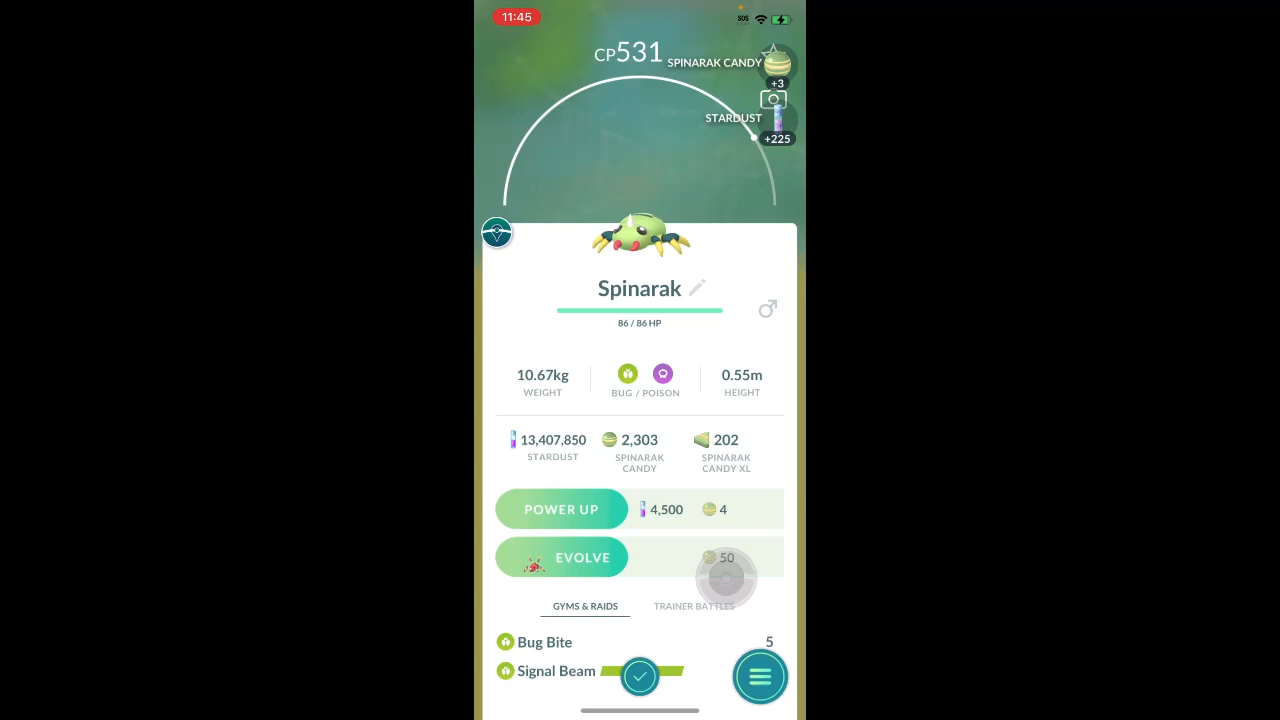 11:45
SOS
CP531
SPINARAK CANDY
+3
STARDUST
+225
Spinarak
86 / 86 HP
10.67kg
WEIGHT
BUG / POISON
0.55m
HEIGHT
13,407,850
STARDUST
2,303
SPINARAK
CANDY
202
SPINARAK
CANDY XL
POWER UP
4,500
4
EVOLVE
50
GYMS & RAIDS
TRAINER BATTLES
Bug Bite
5
Signal Beam